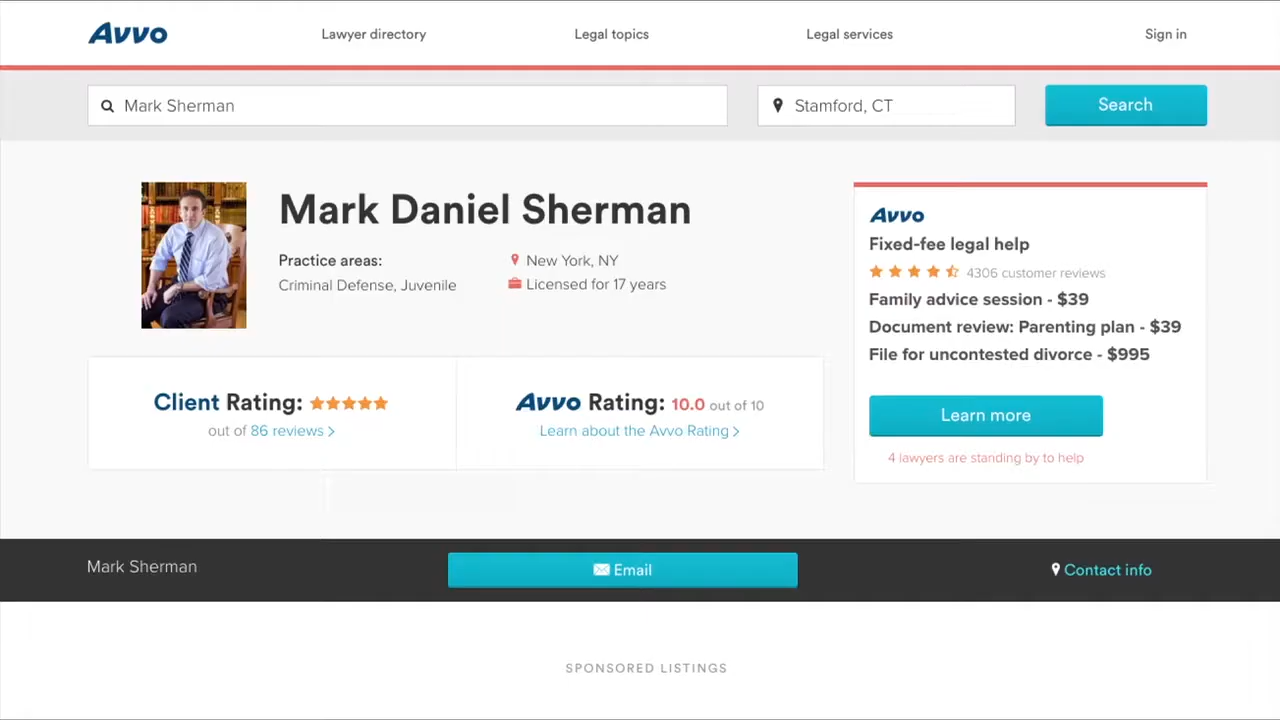 Avvo Lawyer directory Legal topics Legal services Sign in
Mark Sherman Stamford, CT Search
Mark Daniel Sherman
Practice areas:
Criminal Defense, Juvenile
New York, NY
Licensed for 17 years
Client Rating:
out of 86 reviews >
Avvo Rating: 10.0 out of 10
Learn about the Avvo Rating >
Avvo
Fixed-fee legal help
4306 customer reviews
Family advice session - $39
Document review: Parenting plan - $39
File for uncontested divorce - $995
Learn more
4 lawyers are standing by to help
Mark Sherman Email Contact info
SPONSORED LISTINGS